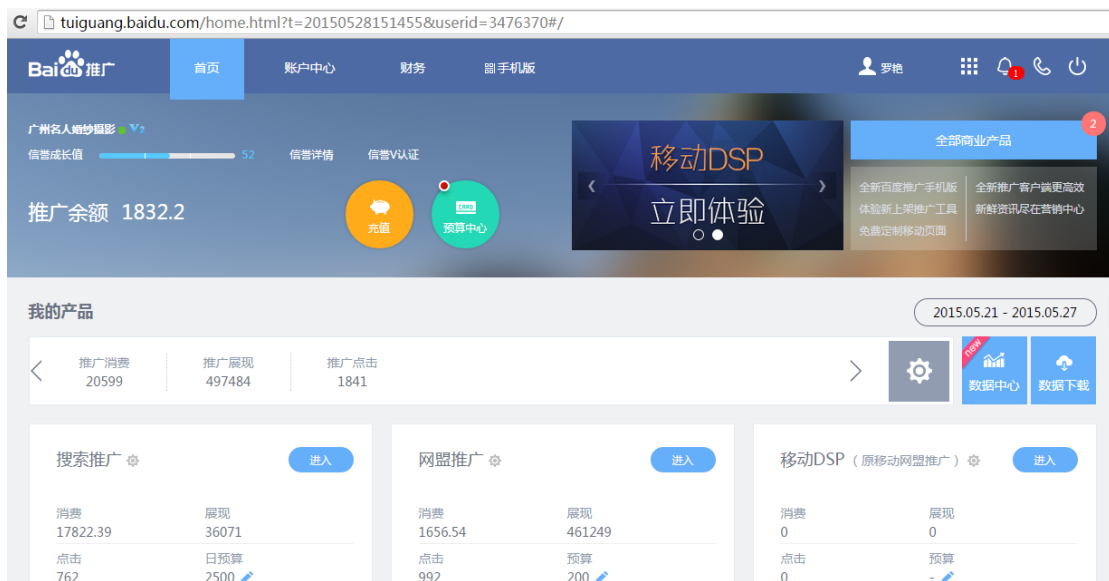 tuiguang.baidu.com/home.html?t=20150528151455&userid=3476370#/
Bai du 推广 首页 账户中心 财务 手机版 罗艳 1
广州名人婚纱摄影 V2
信誉成长值 52 信誉详情 信誉V认证
推广余额 1832.2
充值
CARD
预算中心
移动DSP
立即体验
2
全部商业产品
全新百度推广手机版 全新推广客户端更高效
体验新上架推广工具 新鲜资讯尽在营销中心
免费定制移动页面
我的产品 2015.05.21 - 2015.05.27
推广消费 推广展现 推广点击
20599 497484 1841
new
数据中心 数据下载
搜索推广 进入
消费 展现
17822.39 36071
点击 日预算
762 2500
网盟推广 进入
消费 展现
1656.54 461249
点击 预算
992 200
移动DSP（原移动网盟推广） 进入
消费 展现
0 0
点击 预算
0 -